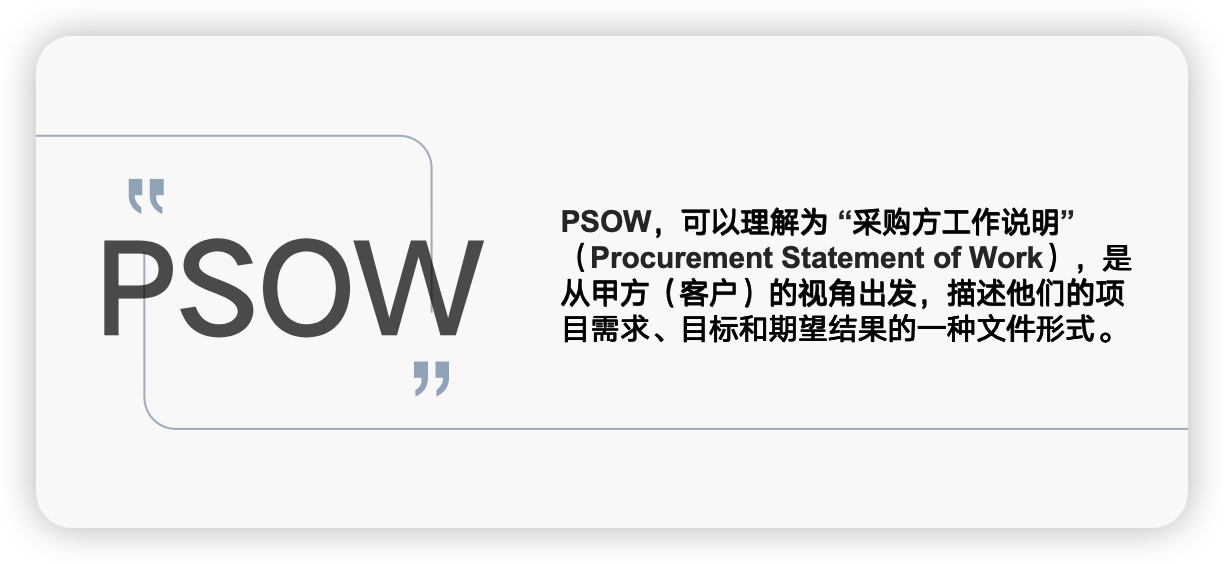 PSOW
PSOW，可以理解为 “采购方工作说明”
（Procurement Statement of Work），是
从甲方（客户）的视角出发，描述他们的项
目需求、目标和期望结果的一种文件形式。